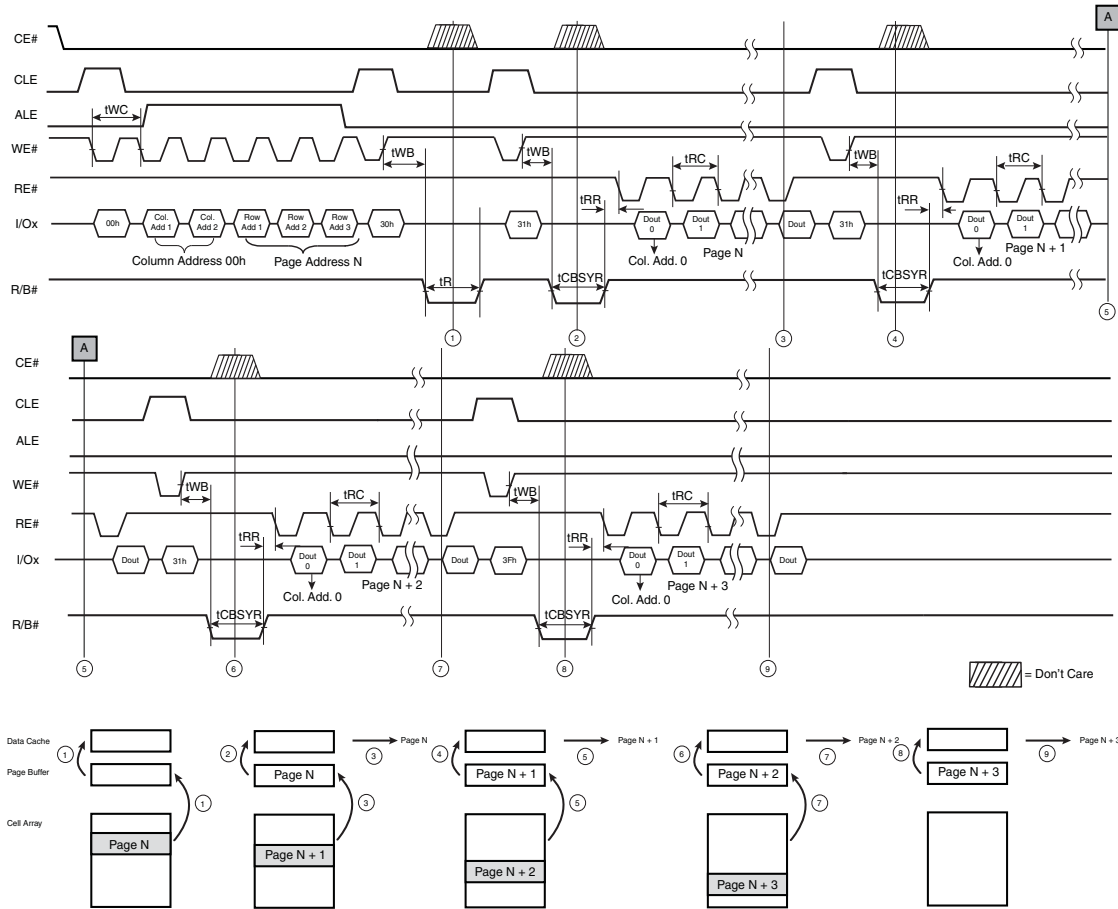 A
CE#
CLE
tWC
ALE
WE#
tWB tWB tWB
tRC tRC
RE#
tRR tRR
I/Ox
00h Col. Add 1 Col. Add 2 Row Add 1 Row Add 2 Row Add 3 30h 31h Dout 0 Dout 1 Dout 31h Dout 0 Dout 1
Column Address 00h Page Address N Col. Add. 0 Page N Col. Add. 0 Page N + 1
R/B#
tR tCBSYR tCBSYR
1 2 3 4 5
A
CE#
CLE
ALE
WE#
tWB tWB
tRC tRC
RE#
tRR tRR
I/Ox
Dout 31h Dout 0 Dout 1 Dout 3Fh Dout 0 Dout 1 Dout
Col. Add. 0 Page N + 2 Col. Add. 0 Page N + 3
R/B#
tCBSYR tCBSYR
5 6 7 8 9
= Don't Care
Data Cache 1 2 3 Page N 4 5 Page N + 1 6 7 Page N + 2 8 9 Page N + 3
Page Buffer Page N Page N + 1 Page N + 2 Page N + 3
1 3 5 7
Cell Array
Page N Page N + 1 Page N + 2 Page N + 3